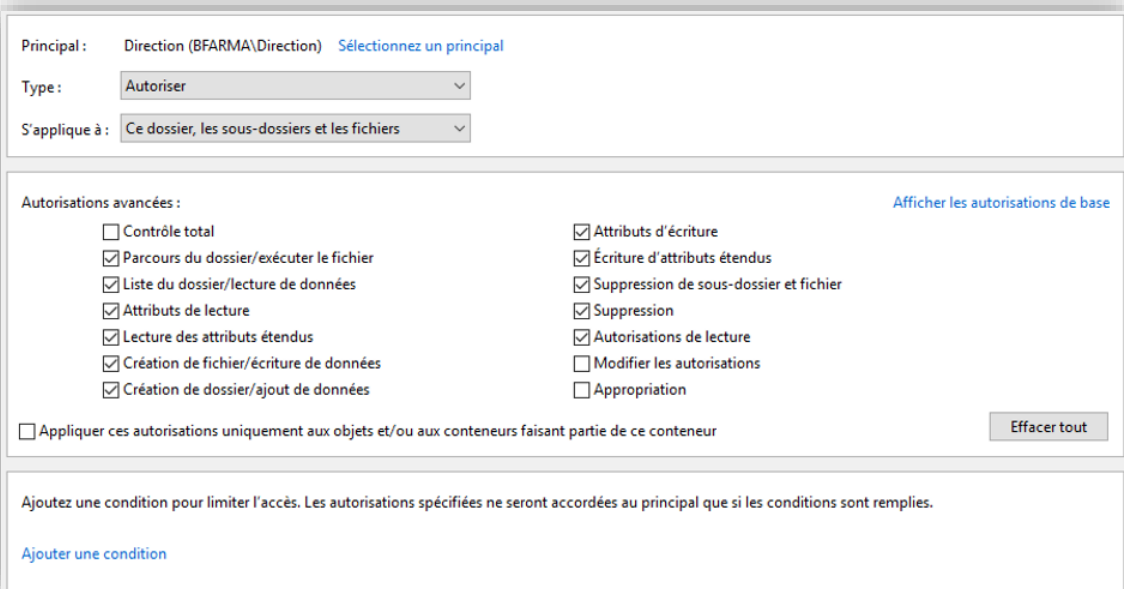 Principal : Direction (BFARMA\Direction) Sélectionnez un principal
Type : Autoriser
S'applique à : Ce dossier, les sous-dossiers et les fichiers
Autorisations avancées : Afficher les autorisations de base
Contrôle total
Parcours du dossier/exécuter le fichier
Liste du dossier/lecture de données
Attributs de lecture
Lecture des attributs étendus
Création de fichier/écriture de données
Création de dossier/ajout de données
Attributs d'écriture
Écriture d'attributs étendus
Suppression de sous-dossier et fichier
Suppression
Autorisations de lecture
Modifier les autorisations
Appropriation
Appliquer ces autorisations uniquement aux objets et/ou aux conteneurs faisant partie de ce conteneur
Effacer tout
Ajoutez une condition pour limiter l'accès. Les autorisations spécifiées ne seront accordées au principal que si les conditions sont remplies.
Ajouter une condition